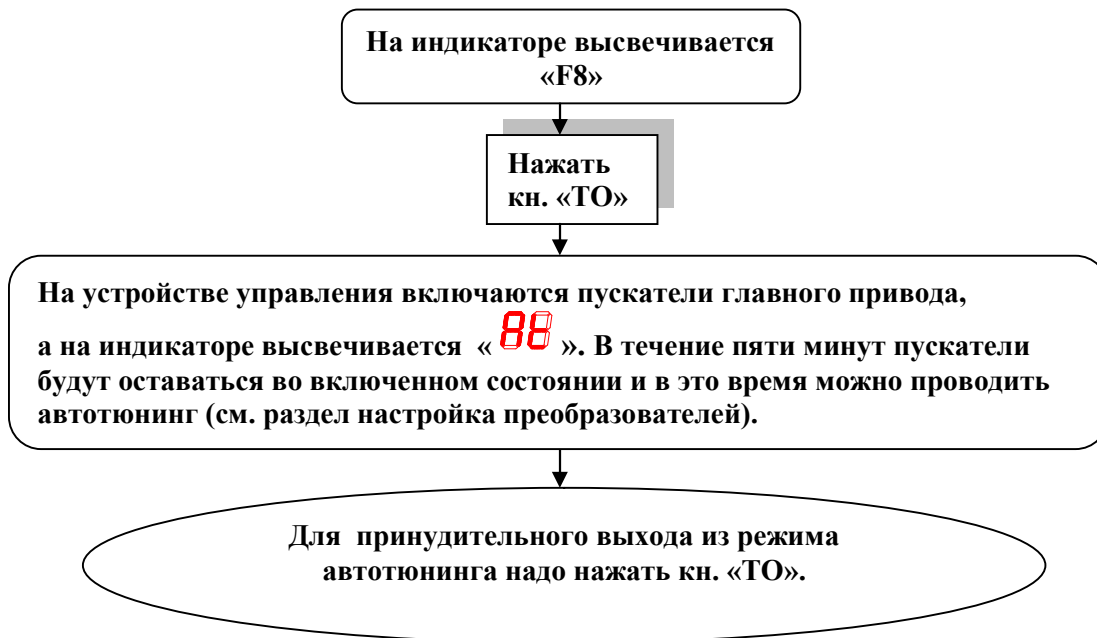 На индикаторе высвечивается
«F8»
Нажать
кн. «ТО»
На устройстве управления включаются пускатели главного привода,
а на индикаторе высвечивается « At ». В течение пяти минут пускатели
будут оставаться во включенном состоянии и в это время можно проводить
автотюнинг (см. раздел настройка преобразователей).
Для принудительного выхода из режима
автотюнинга надо нажать кн. «ТО».